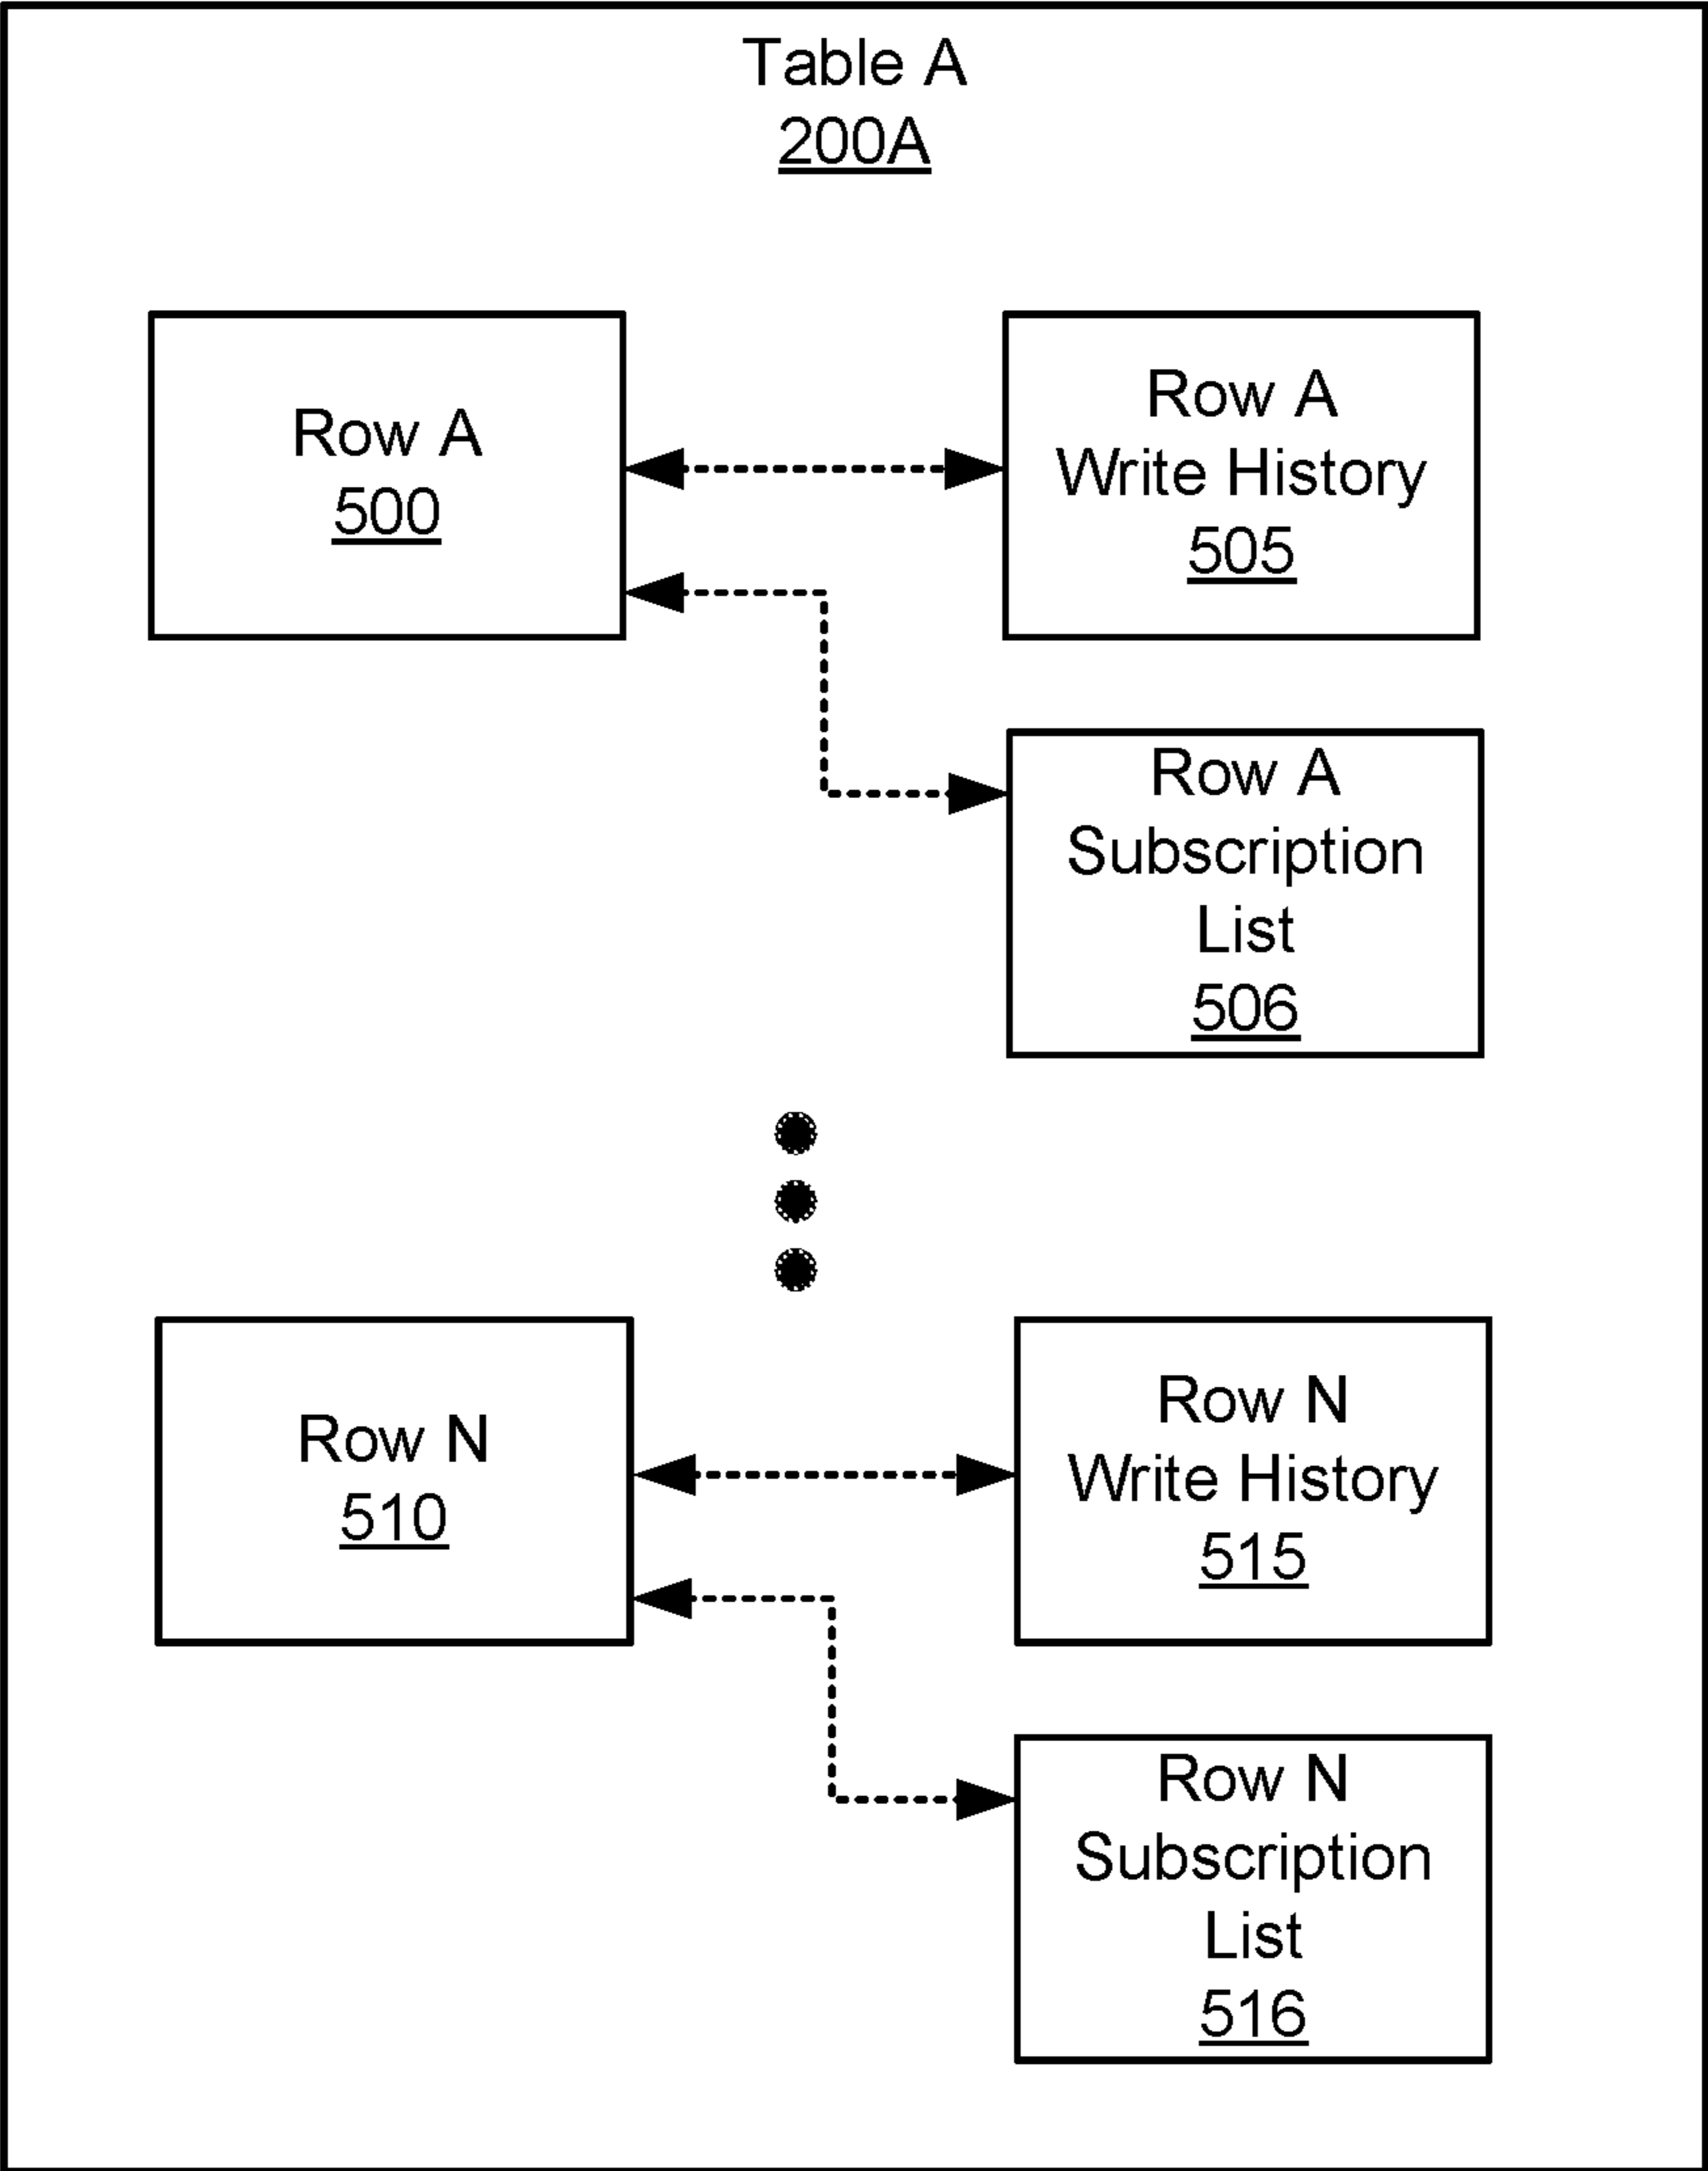 Table A
200A
Row A
500
Row A
Write History
505
Row A
Subscription
List
506
Row N
510
Row N
Write History
515
Row N
Subscription
List
516